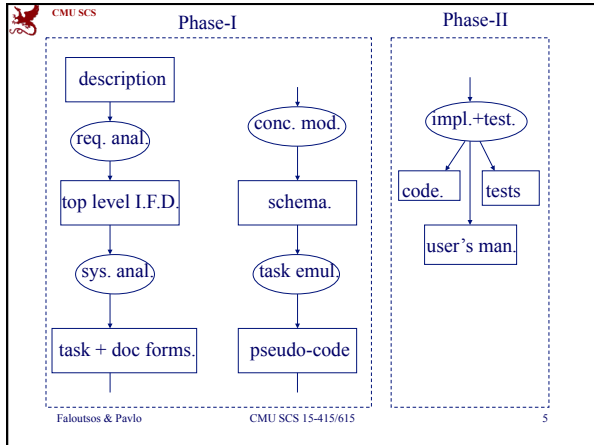 CMU SCS
Phase-I
Phase-II
description
req. anal.
top level I.F.D.
sys. anal.
task + doc forms.
conc. mod.
schema.
task emul.
pseudo-code
impl.+test.
code.
tests
user's man.
Faloutsos & Pavlo
CMU SCS 15-415/615
5